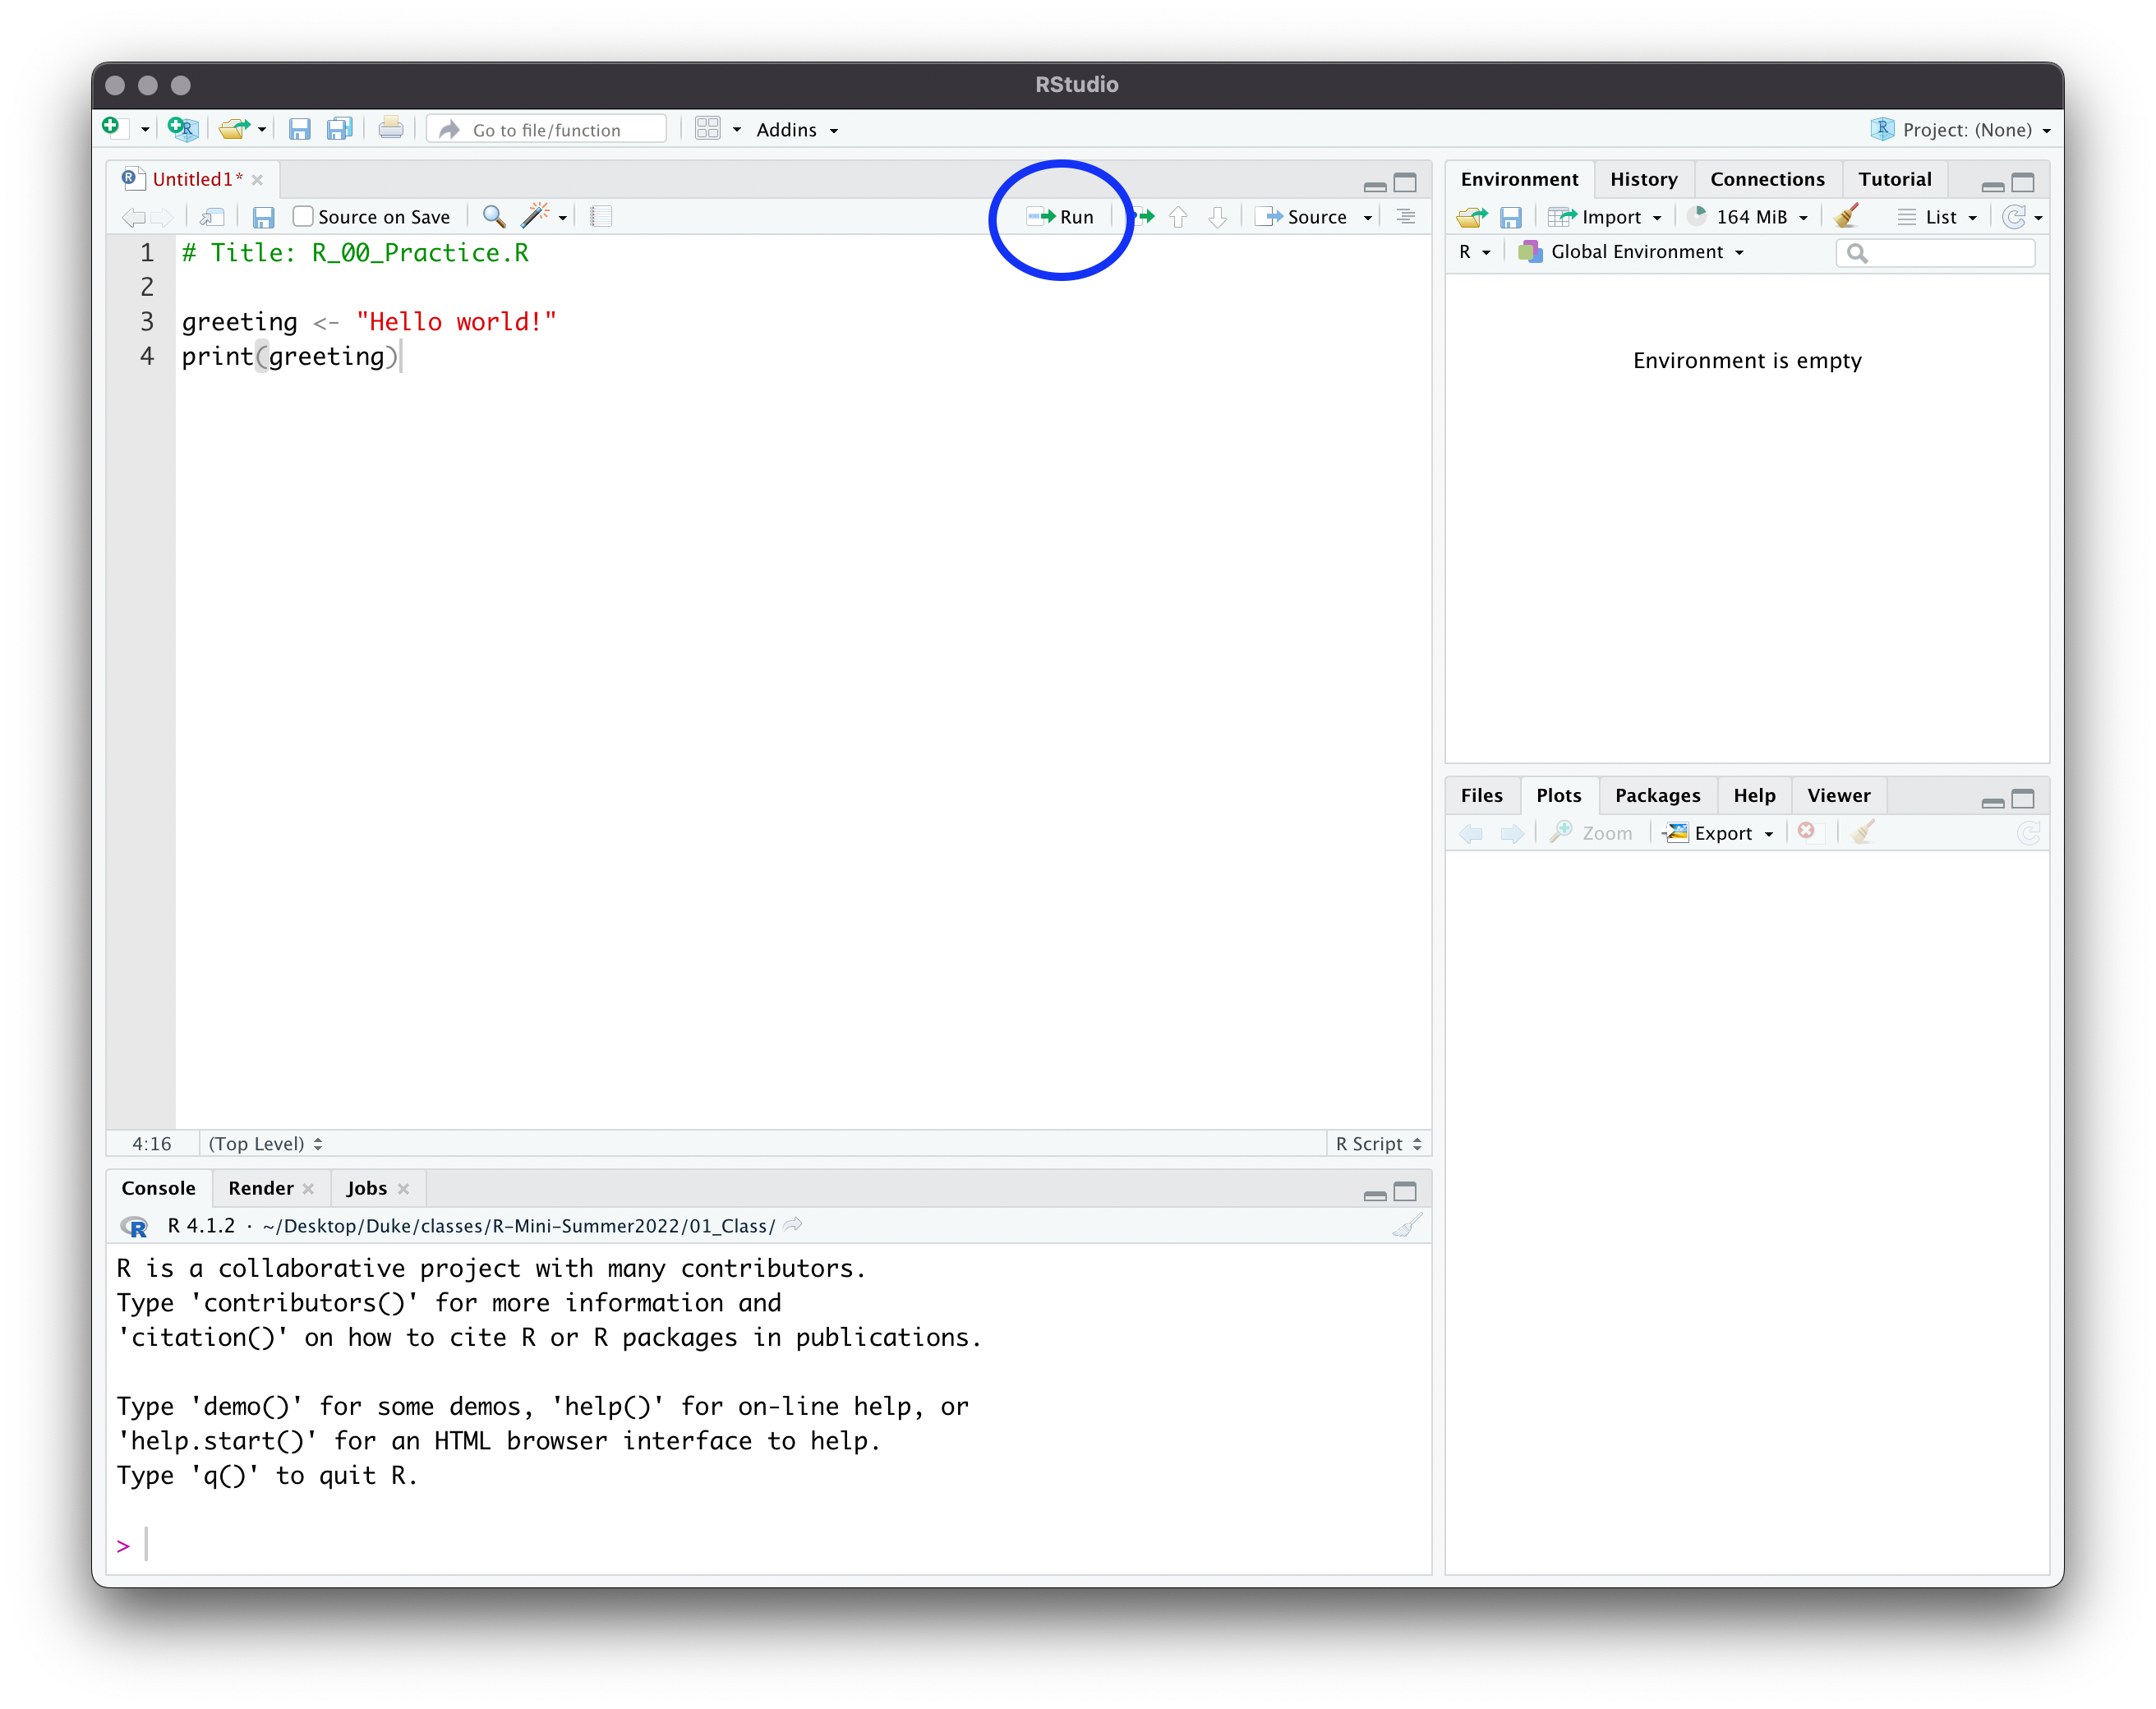 RStudio
Go to file/function
Addins
Project: (None)
Untitled1*
Source on Save
Run
Source
1 # Title: R_00_Practice.R
2
3 greeting <- "Hello world!"
4 print(greeting)
4:16 (Top Level)
R Script
Console Render Jobs
R 4.1.2 · ~/Desktop/Duke/classes/R-Mini-Summer2022/01_Class/
R is a collaborative project with many contributors.
Type 'contributors()' for more information and
'citation()' on how to cite R or R packages in publications.
Type 'demo()' for some demos, 'help()' for on-line help, or
'help.start()' for an HTML browser interface to help.
Type 'q()' to quit R.
>
Environment History Connections Tutorial
Import 164 MiB List
R Global Environment
Environment is empty
Files Plots Packages Help Viewer
Zoom Export